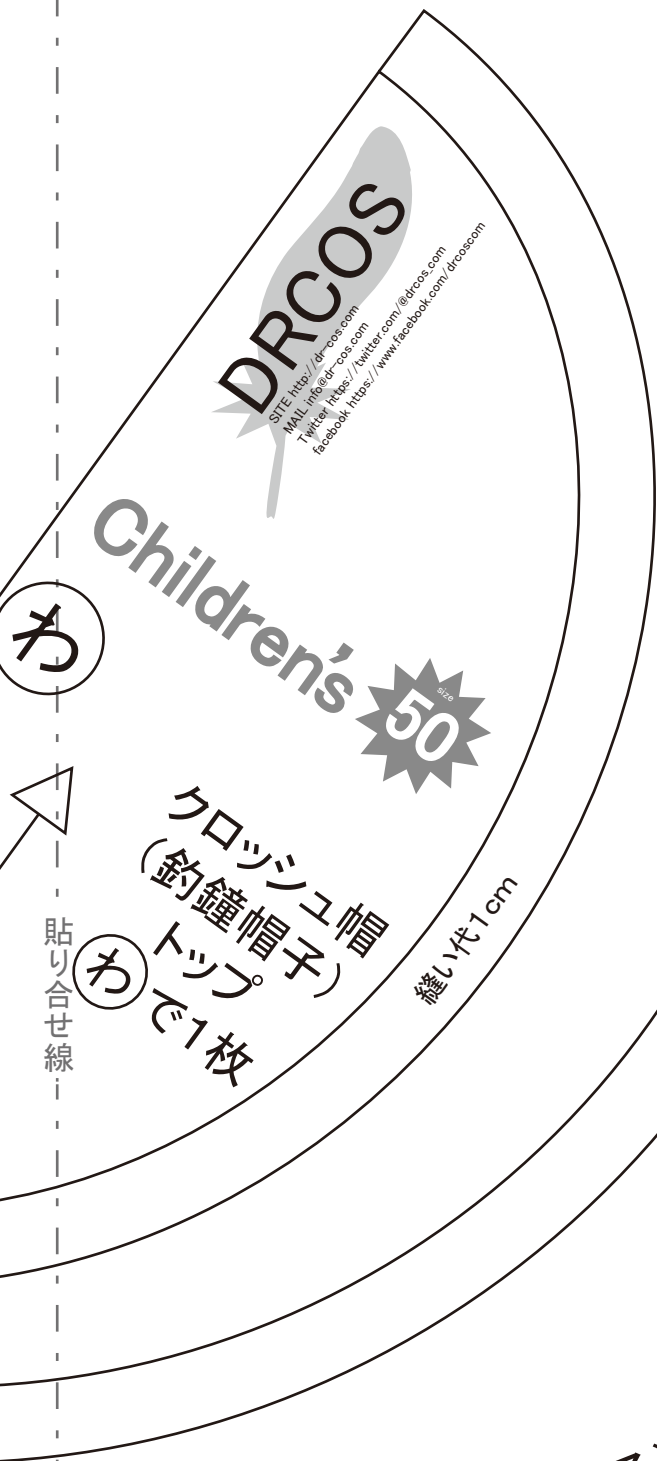 DRCOS
SITE http://dr-cos.com
MAIL info@dr-cos.com
Twitter https://twitter.com/@drcos_com
facebook https://www.facebook.com/drcoscom
Children's
size
50
わ
クロッシュ帽
（釣鐘帽子）
トップ
わで1枚
縫い代1cm
貼り合せ線